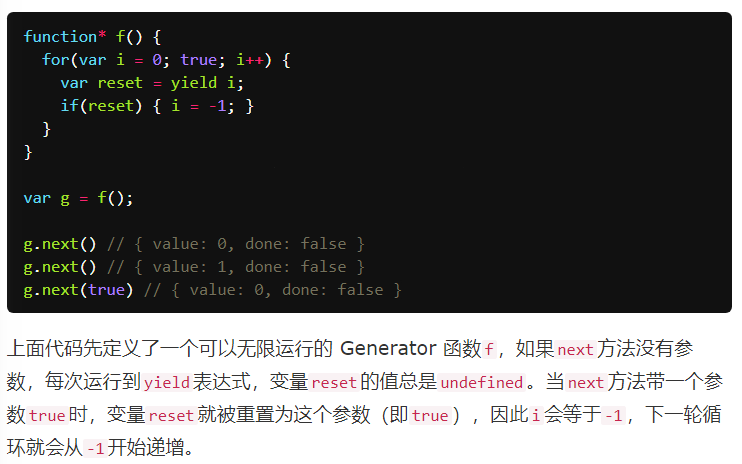 function* f() {
  for(var i = 0; true; i++) {
    var reset = yield i;
    if(reset) { i = -1; }
  }
}
var g = f();
g.next() // { value: 0, done: false }
g.next() // { value: 1, done: false }
g.next(true) // { value: 0, done: false }
上面代码先定义了一个可以无限运行的 Generator 函数f，如果next方法没有参
数，每次运行到yield表达式，变量reset的值总是undefined。当next方法带一个参
数true时，变量reset就被重置为这个参数（即true），因此i会等于-1，下一轮循
环就会从-1开始递增。